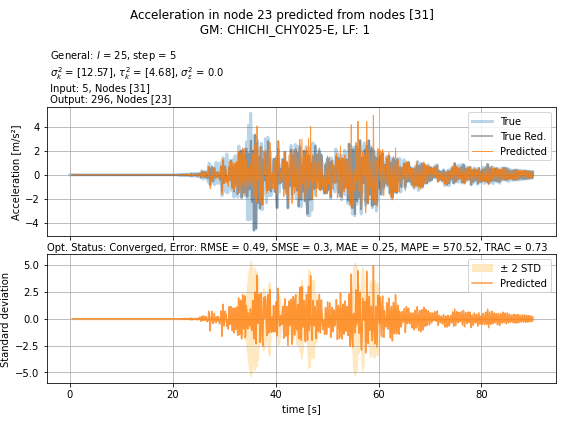 Acceleration in node 23 predicted from nodes [31]
GM: CHICHI_CHY025-E, LF: 1
General: l = 25, step = 5
σ²ₖ = [12.57], τ²ₖ = [4.68], σ²ε = 0.0
Input: 5, Nodes [31]
Output: 296, Nodes [23]
Acceleration [m/s²]
4
2
0
−2
−4
True
True Red.
Predicted
Opt. Status: Converged, Error: RMSE = 0.49, SMSE = 0.3, MAE = 0.25, MAPE = 570.52, TRAC = 0.73
Standard deviation
5.0
2.5
0.0
−2.5
−5.0
± 2 STD
Predicted
0
20
40
60
80
time [s]